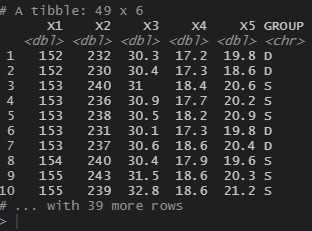 # A tibble: 49 x 6
X1 X2 X3 X4 X5 GROUP
<dbl> <dbl> <dbl> <dbl> <dbl> <chr>
1 152 232 30.3 17.2 19.8 D
2 152 230 30.4 17.3 18.6 D
3 153 240 31 18.4 20.6 S
4 153 236 30.9 17.7 20.2 S
5 153 238 30.5 18.2 20.9 S
6 153 231 30.1 17.3 19.8 D
7 153 237 30.6 18.6 20.4 D
8 154 240 30.4 17.9 19.6 S
9 155 243 31.5 18.6 20.3 S
10 155 239 32.8 18.6 21.2 S
# ... with 39 more rows
>